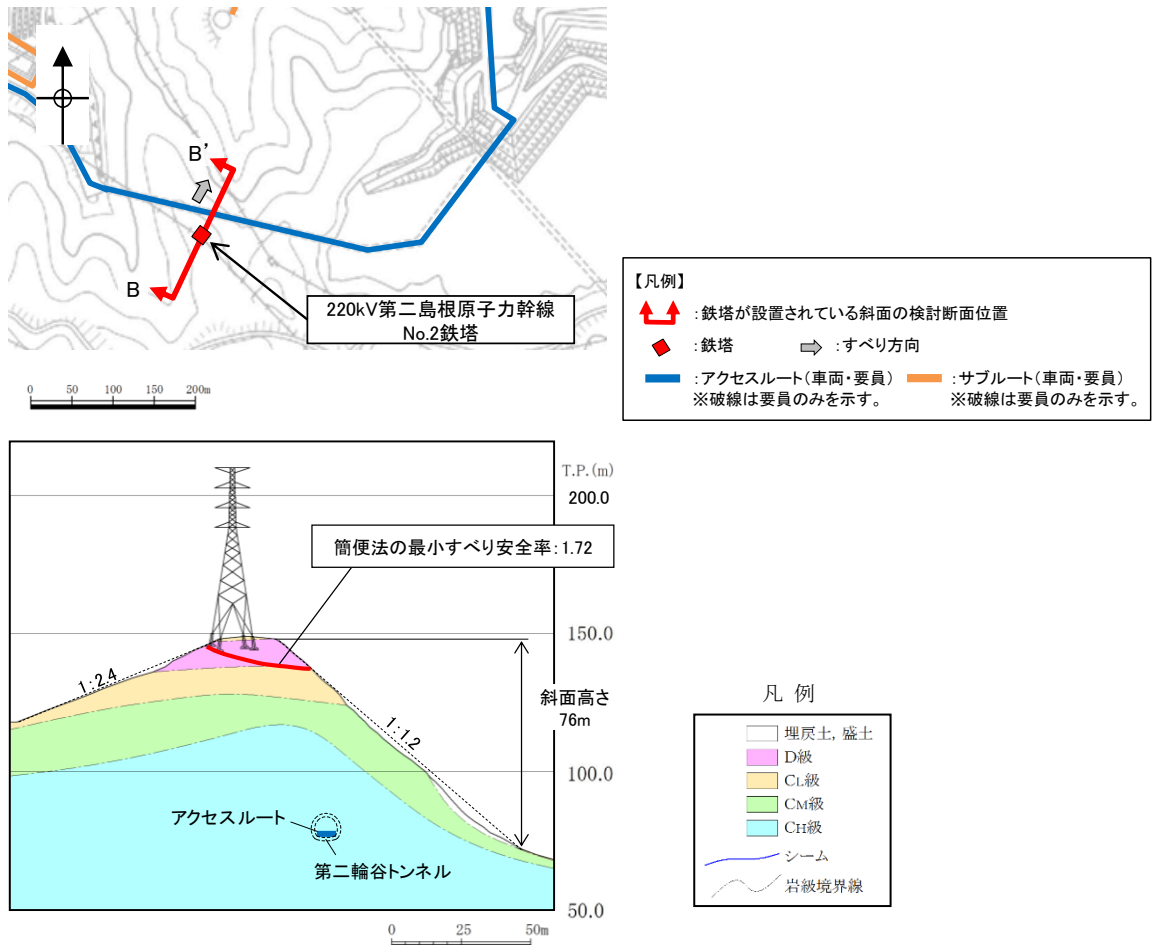 B'
B
220kV第二島根原子力幹線
No.2鉄塔
【凡例】
:鉄塔が設置されている斜面の検討断面位置
:鉄塔
:すべり方向
:アクセスルート(車両・要員)
※破線は要員のみを示す。
:サブルート(車両・要員)
※破線は要員のみを示す。
0 50 100 150 200m
T.P.(m)
200.0
簡便法の最小すべり安全率:1.72
150.0
1:2.4
斜面高さ
76m
1:1.2
100.0
アクセスルート
第二輪谷トンネル
50.0
0 25 50m
凡 例
埋戻土, 盛土
D級
CL級
CM級
CH級
シーム
岩級境界線